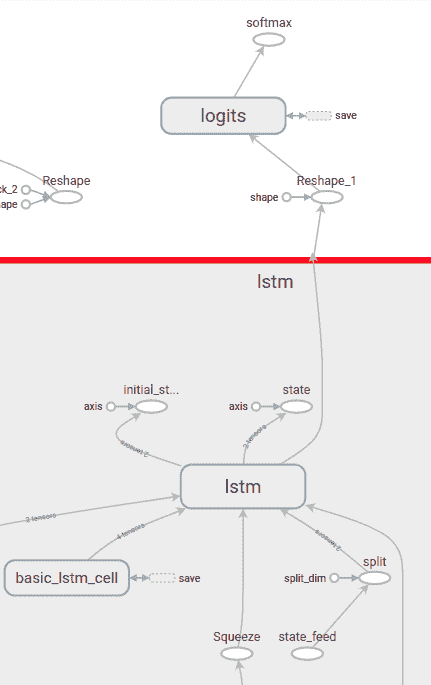 softmax
logits
save
Reshape
Reshape_1
ck_2
shape
ape
lstm
initial_st...
state
axis
axis
2 tensors
2 tensors
lstm
3 tensors
4 tensors
2 tensors
split
basic_lstm_cell
save
split_dim
Squeeze
state_feed